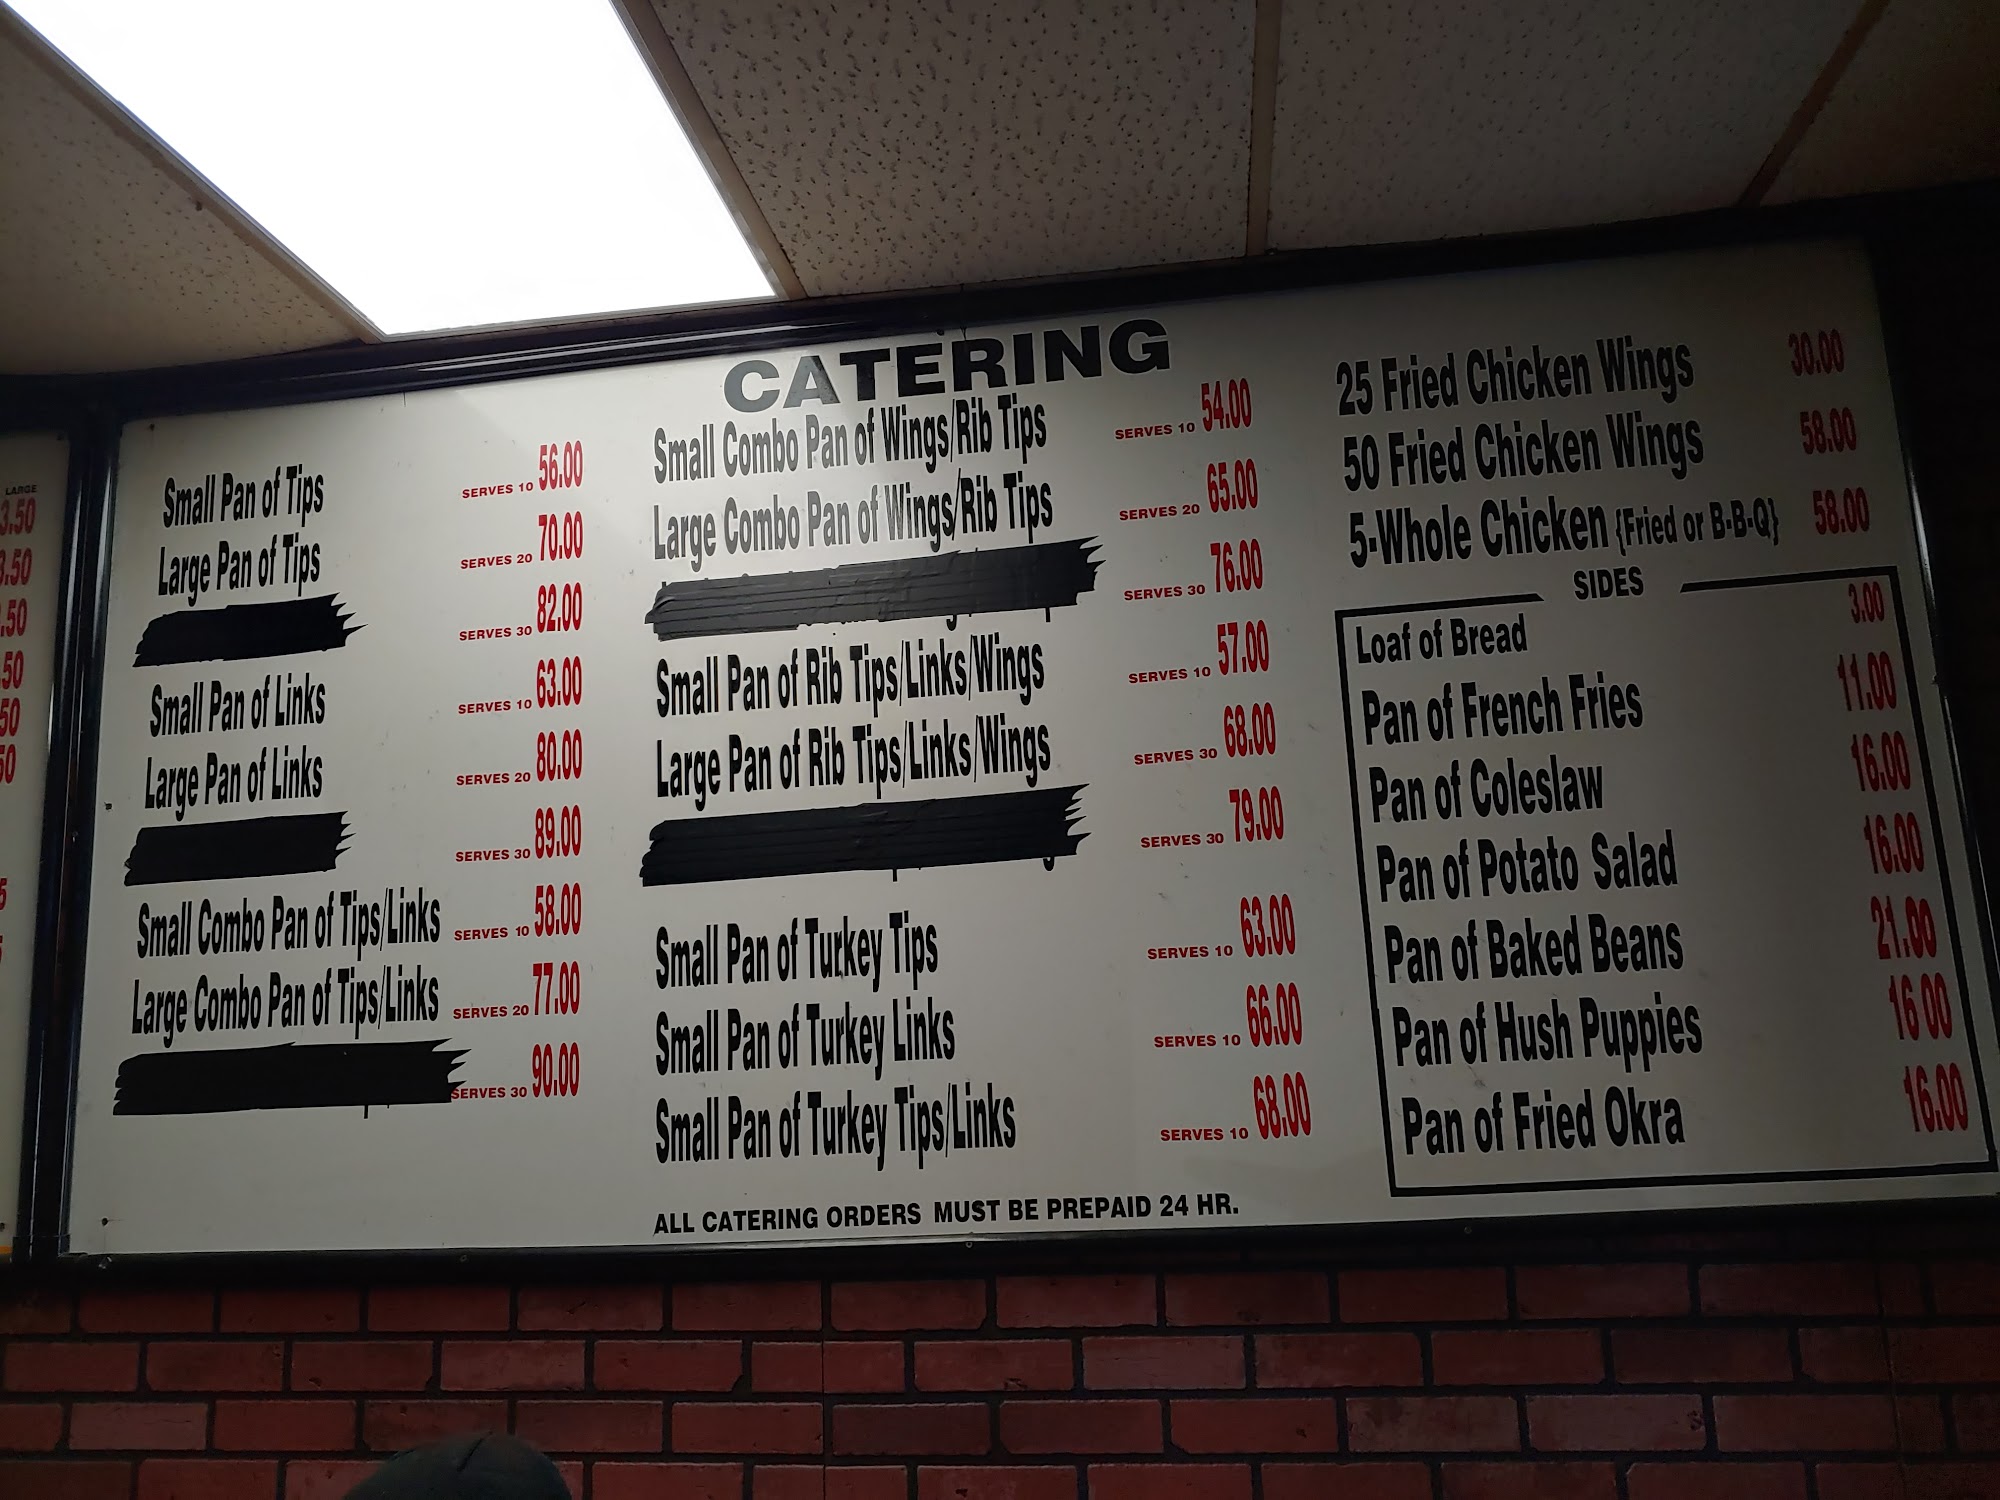 LARGE
3.50
3.50
.50
.50
50
50
CATERING
Small Pan of Tips SERVES 10 56.00
Large Pan of Tips SERVES 20 70.00
SERVES 30 82.00
Small Pan of Links SERVES 10 63.00
Large Pan of Links SERVES 20 80.00
SERVES 30 89.00
Small Combo Pan of Tips/Links SERVES 10 58.00
Large Combo Pan of Tips/Links SERVES 20 77.00
SERVES 30 90.00
Small Combo Pan of Wings/Rib Tips SERVES 10 54.00
Large Combo Pan of Wings/Rib Tips SERVES 20 65.00
SERVES 30 76.00
Small Pan of Rib Tips/Links/Wings SERVES 10 57.00
Large Pan of Rib Tips/Links/Wings SERVES 30 68.00
SERVES 30 79.00
Small Pan of Turkey Tips SERVES 10 63.00
Small Pan of Turkey Links SERVES 10 66.00
Small Pan of Turkey Tips/Links SERVES 10 68.00
ALL CATERING ORDERS MUST BE PREPAID 24 HR.
25 Fried Chicken Wings 30.00
50 Fried Chicken Wings 58.00
5-Whole Chicken {Fried or B-B-Q} 58.00
SIDES
Loaf of Bread 3.00
Pan of French Fries 11.00
Pan of Coleslaw 16.00
Pan of Potato Salad 16.00
Pan of Baked Beans 21.00
Pan of Hush Puppies 16 00
Pan of Fried Okra 16.00